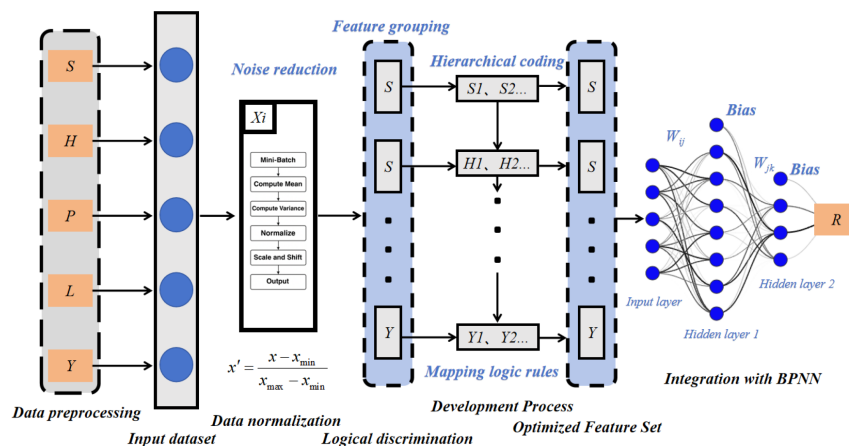 Feature grouping
Noise reduction
Hierarchical coding
S
H
P
L
Y
Xi
Mini-Batch
Compute Mean
Compute Variance
Normalize
Scale and Shift
Output
x' = (x − x_min) / (x_max − x_min)
S
S
Y
S1、S2...
H1、H2...
Y1、Y2...
Mapping logic rules
S
S
Y
Bias
W_ij
W_jk
Bias
R
Input layer
Hidden layer 1
Hidden layer 2
Integration with BPNN
Data preprocessing
Input dataset
Data normalization
Logical discrimination
Development Process
Optimized Feature Set